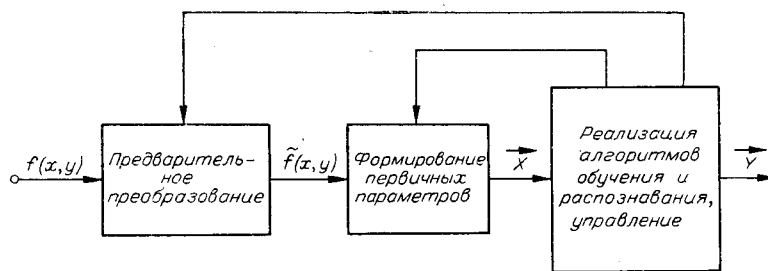 f(x,y)
Предваритель-
ное
преобразование
f̃(x,y)
Формирование
первичных
параметров
X⃗
Реализация
алгоритмов
обучения и
распознавания,
управление
Y⃗